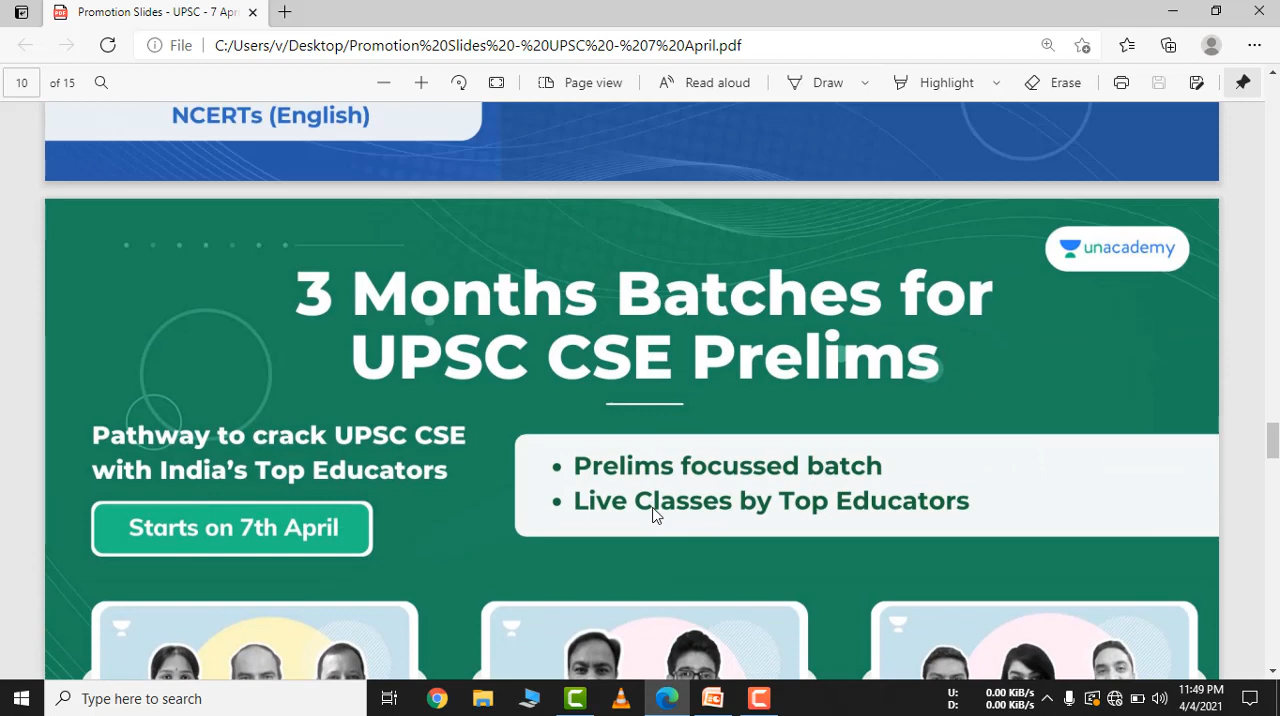 Promotion Slides - UPSC - 7 Apr
File C:/Users/v/Desktop/Promotion%20Slides%20-%20UPSC%20-%207%20April.pdf
10 of 15 Page view Read aloud Draw Highlight Erase
NCERTs (English)
unacademy
3 Months Batches for
UPSC CSE Prelims
Pathway to crack UPSC CSE
with India's Top Educators
Starts on 7th April
• Prelims focussed batch
• Live Classes by Top Educators
Type here to search
U: 0.00 KiB/s
D: 0.00 KiB/s
11:49 PM
4/4/2021